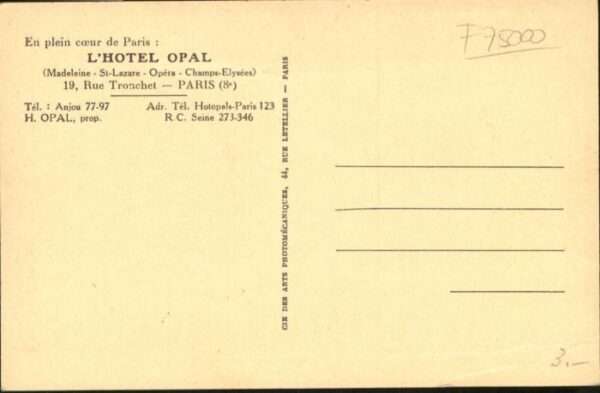 En plein cœur de Paris :
L'HOTEL OPAL
(Madeleine - St-Lazare - Opéra - Champs-Elysées)
19, Rue Tronchet — PARIS (8e)
Tél. : Anjou 77-97 Adr. Tél. Hotopals-Paris 123
H. OPAL, prop. R. C. Seine 273-346
CIE DES ARTS PHOTOMÉCANIQUES, 44, RUE LETELLIER — PARIS
F75000
3.—